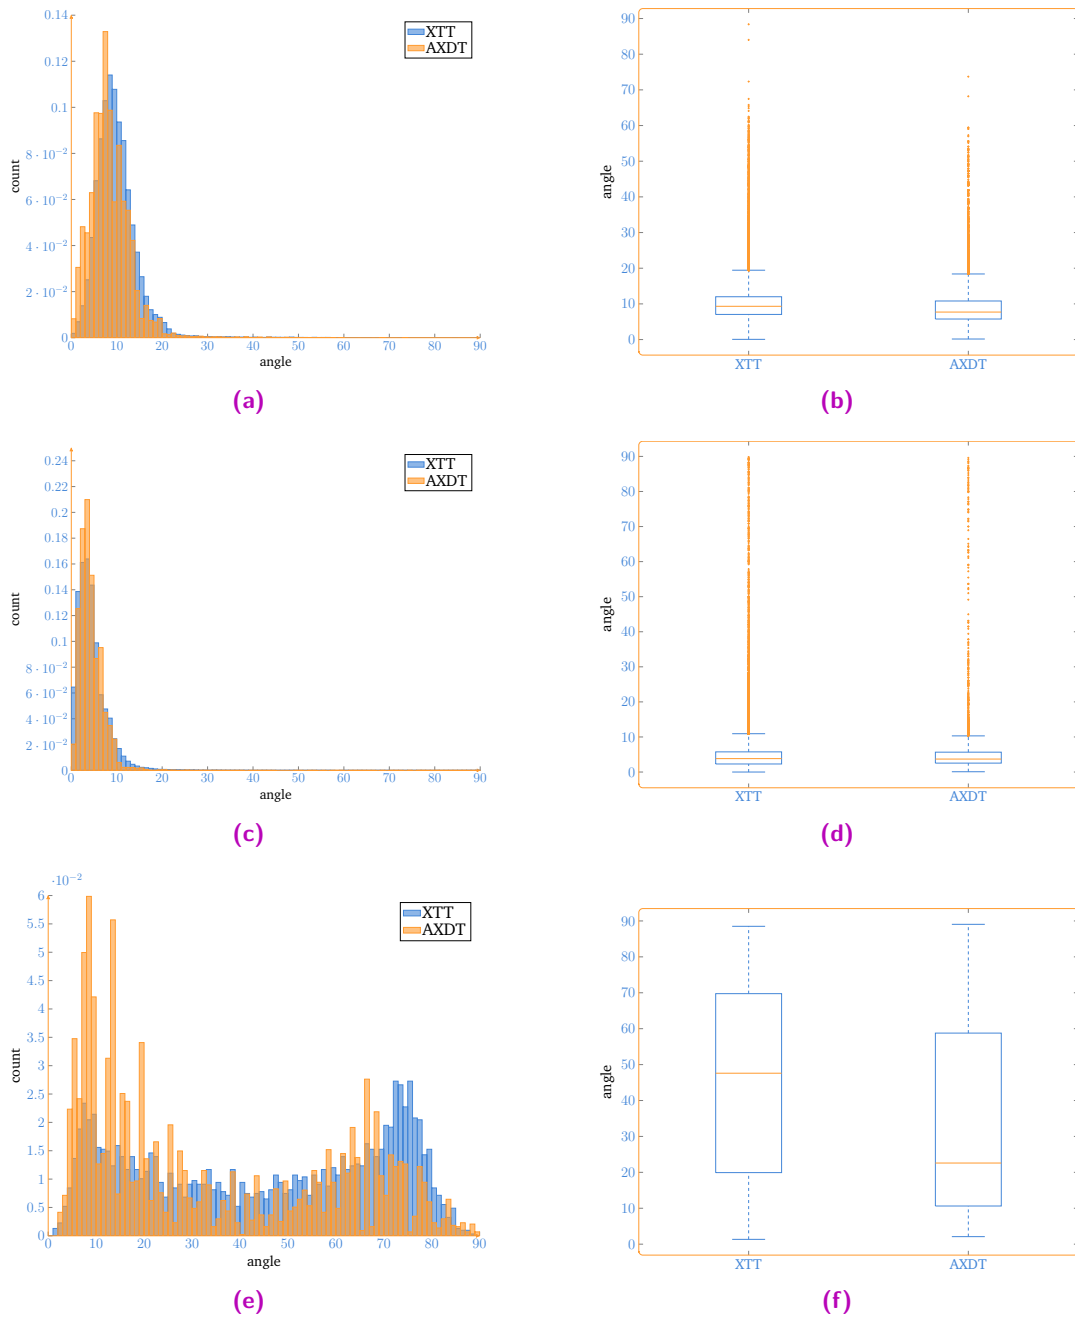 0.14
0.12
0.1
8 · 10⁻²
6 · 10⁻²
4 · 10⁻²
2 · 10⁻²
0
count
0 10 20 30 40 50 60 70 80 90
angle
XTT
AXDT
(a)
90
80
70
60
50
40
30
20
10
0
angle
XTT AXDT
(b)
0.24
0.22
0.2
0.18
0.16
0.14
0.12
0.1
8 · 10⁻²
6 · 10⁻²
4 · 10⁻²
2 · 10⁻²
0
count
0 10 20 30 40 50 60 70 80 90
angle
XTT
AXDT
(c)
90
80
70
60
50
40
30
20
10
0
angle
XTT AXDT
(d)
·10⁻²
6
5.5
5
4.5
4
3.5
3
2.5
2
1.5
1
0.5
0
count
0 10 20 30 40 50 60 70 80 90
angle
XTT
AXDT
(e)
90
80
70
60
50
40
30
20
10
0
angle
XTT AXDT
(f)